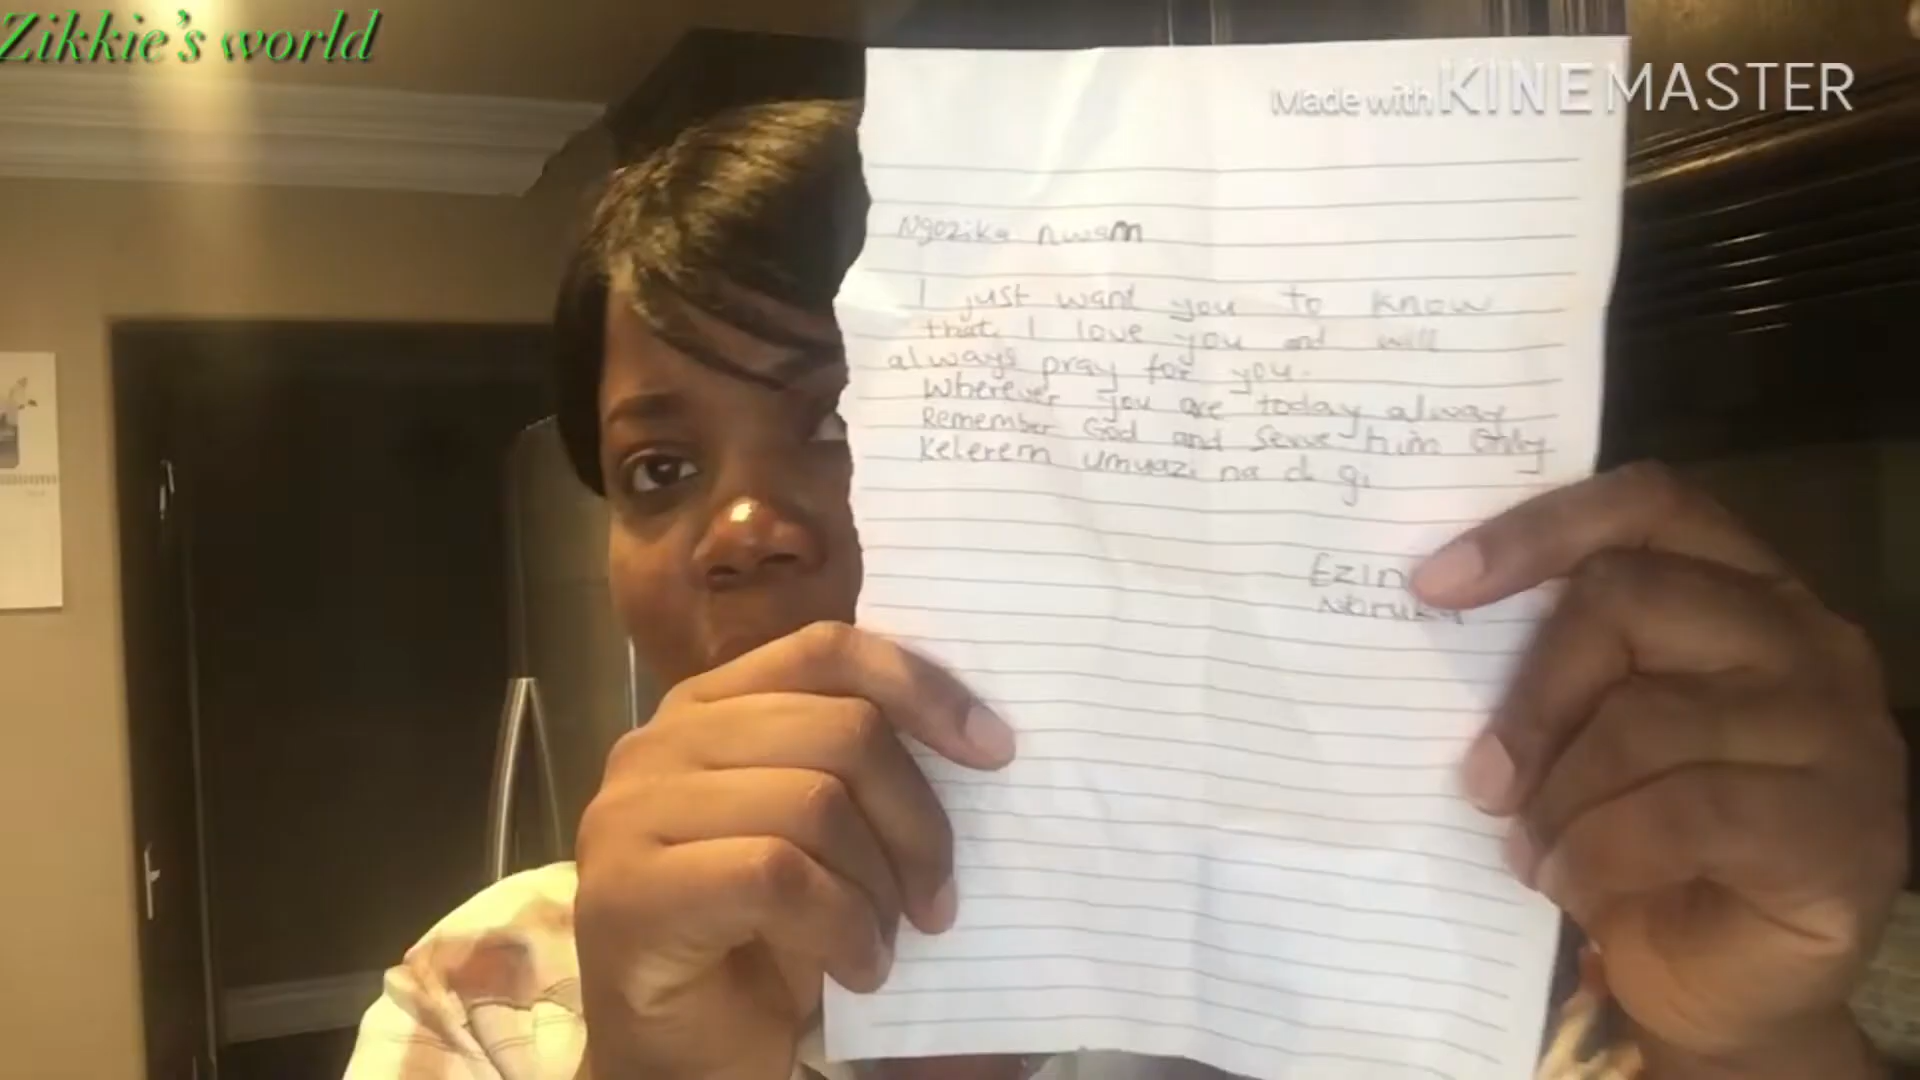 Zikkie's world
Made with KINEMASTER
Ngozika nwam
I just want you to know
that I love you and will
always pray for you.
Wherever you are today alway
Remember God and serve him Only
Kelerem umuazi na di gi
Ezin